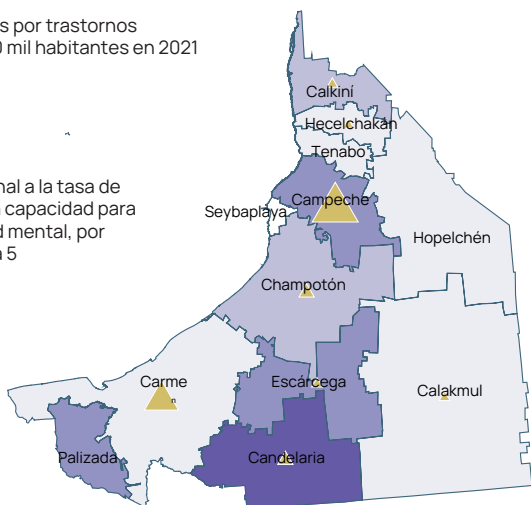 s por trastornos
0 mil habitantes en 2021
Calkiní
Hecelchakán
Tenabo
nal a la tasa de
a capacidad para
d mental, por
a 5
Campeche
Seybaplaya
Hopelchén
Champotón
Carme
n
Escárcega
Calakmul
Palizada
Candelaria